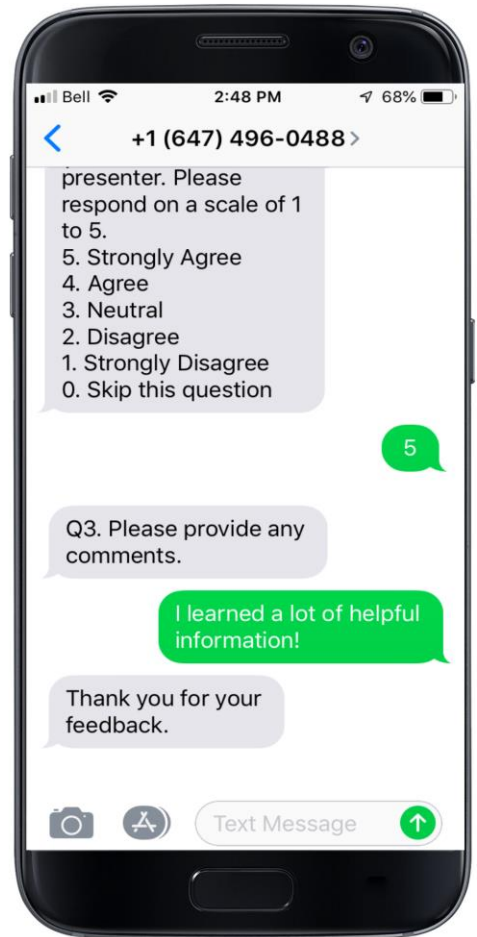 Bell 2:48 PM 68%
+1 (647) 496-0488 >
presenter. Please
respond on a scale of 1
to 5.
5. Strongly Agree
4. Agree
3. Neutral
2. Disagree
1. Strongly Disagree
0. Skip this question
5
Q3. Please provide any
comments.
I learned a lot of helpful
information!
Thank you for your
feedback.
Text Message